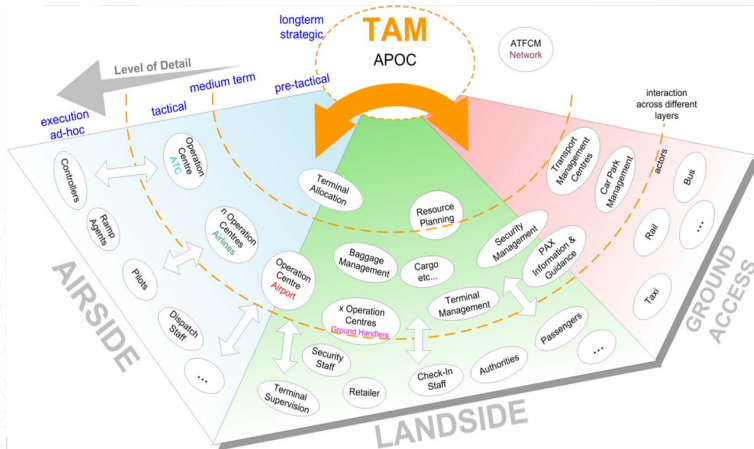 longterm
strategic
TAM
APOC
ATFCM
Network
Level of Detail
pre-tactical
medium term
tactical
execution
ad-hoc
interaction
across different
layers
actors
Controllers
Operation
Centre
ATC
Ramp
Agents
n Operation
Centres
Airlines
Pilots
Dispatch
Staff
...
Operation
Centre
Airport
Terminal
Allocation
Resource
Planning
Baggage
Management
Cargo
etc...
Security
Management
PAX
Information &
Guidance
Terminal
Management
x Operation
Centres
Ground Handlers
Transport
Management
Centres
Car Park
Management
Bus
...
Rail
Taxi
Security
Staff
Terminal
Supervision
Retailer
Check-In
Staff
Authorities
Passengers
...
AIRSIDE
LANDSIDE
GROUND
ACCESS